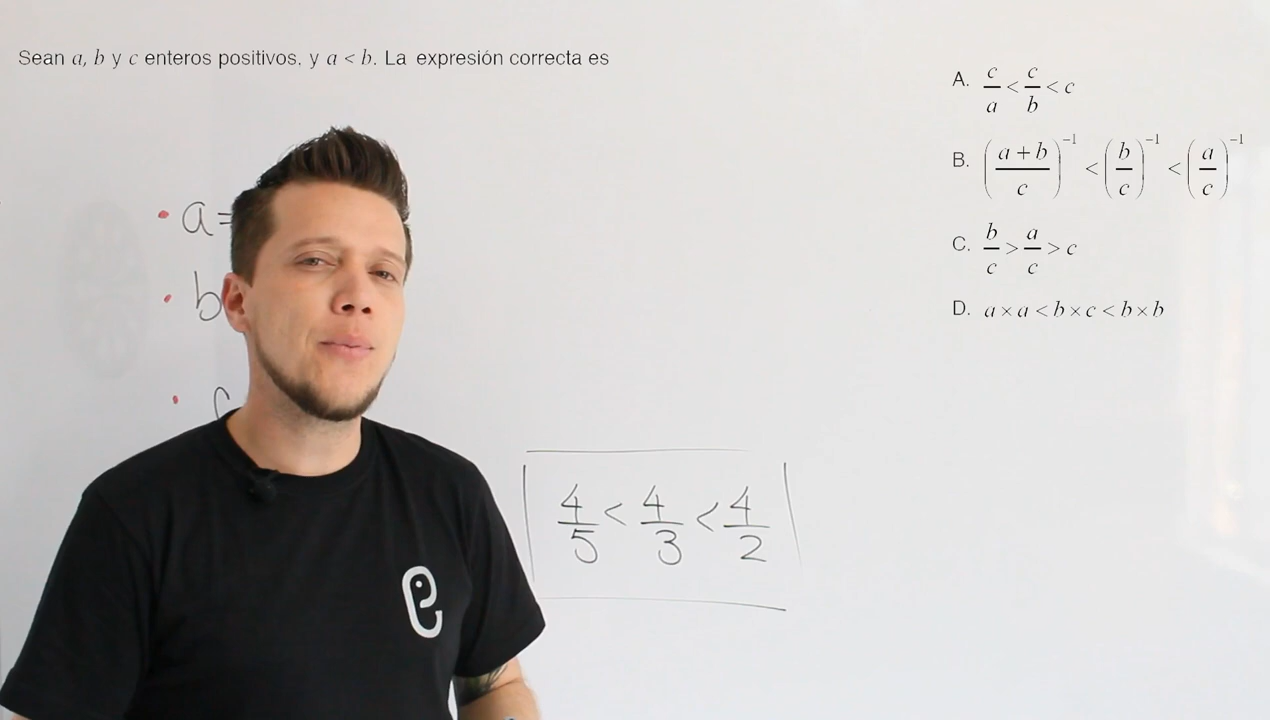 Sean a, b y c enteros positivos, y a < b. La expresión correcta es
A. c/a < c/b < c
B. ((a + b)/c)⁻¹ < (b/c)⁻¹ < (a/c)⁻¹
C. b/c > a/c > c
D. a × a < b × c < b × b
• a =
• b
• c
4/5 < 4/3 < 4/2
e